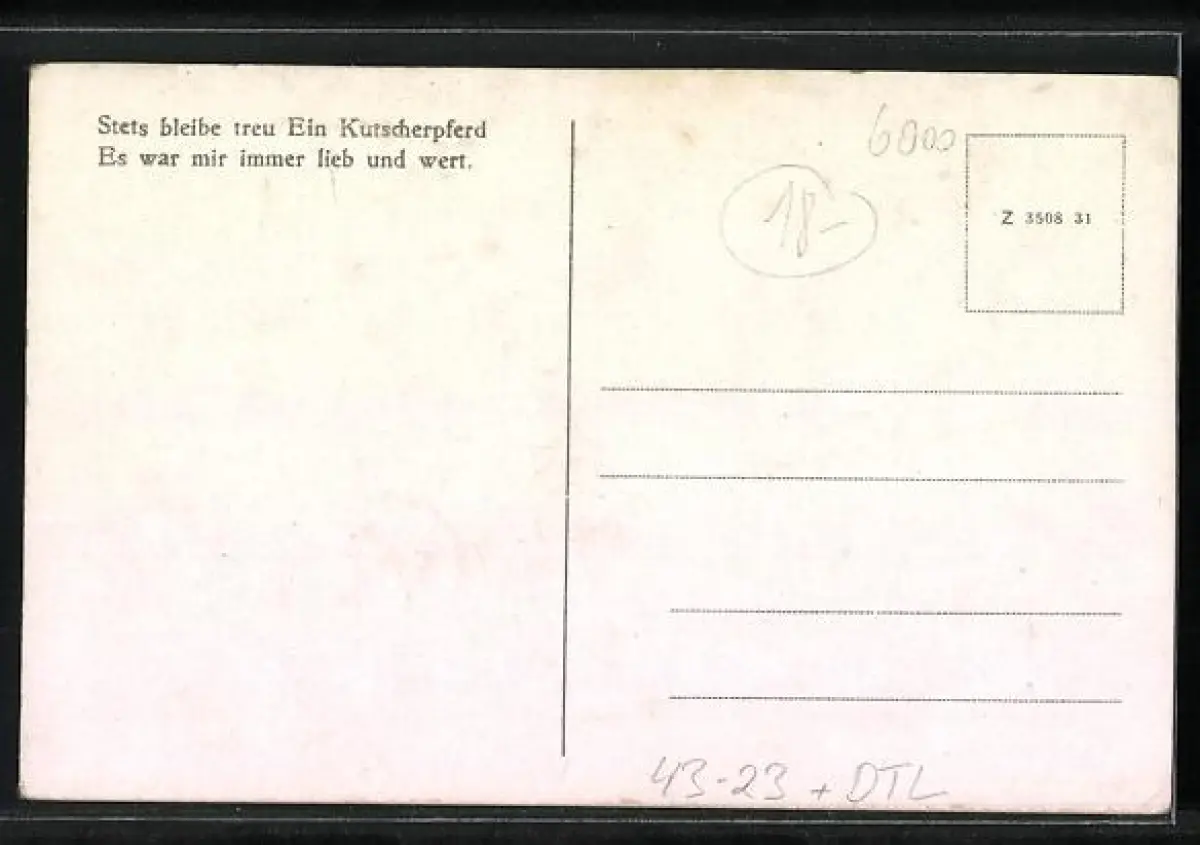 Stets bleibe treu Ein Kutscherpferd
Es war mir immer lieb und wert.
6000
18-
Z 3508 31
43-23 + DTL